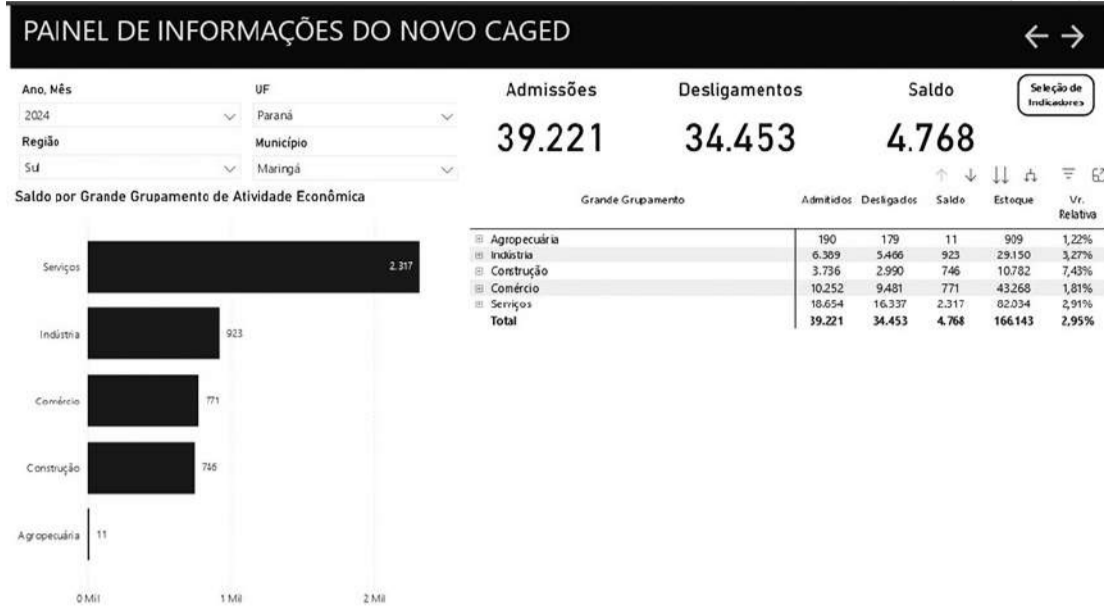 PAINEL DE INFORMAÇÕES DO NOVO CAGED
Ano, Mês
2024
UF
Paraná
Região
Sul
Município
Maringá
Admissões
39.221
Desligamentos
34.453
Saldo
4.768
Seleção de
Indicadores
Saldo por Grande Grupamento de Atividade Econômica
Serviços 2.317
Indústria 923
Comércio 771
Construção 746
Agropecuária 11
0 Mil 1 Mil 2 Mil
Grande Grupamento Admitidos Desligados Saldo Estoque Vr.
Relativa
Agropecuária 190 179 11 909 1,22%
Indústria 6.389 5.466 923 29.150 3,27%
Construção 3.736 2.990 746 10.782 7,43%
Comércio 10.252 9.481 771 43.268 1,81%
Serviços 18.654 16.337 2.317 82.034 2,91%
Total 39.221 34.453 4.768 166.143 2,95%